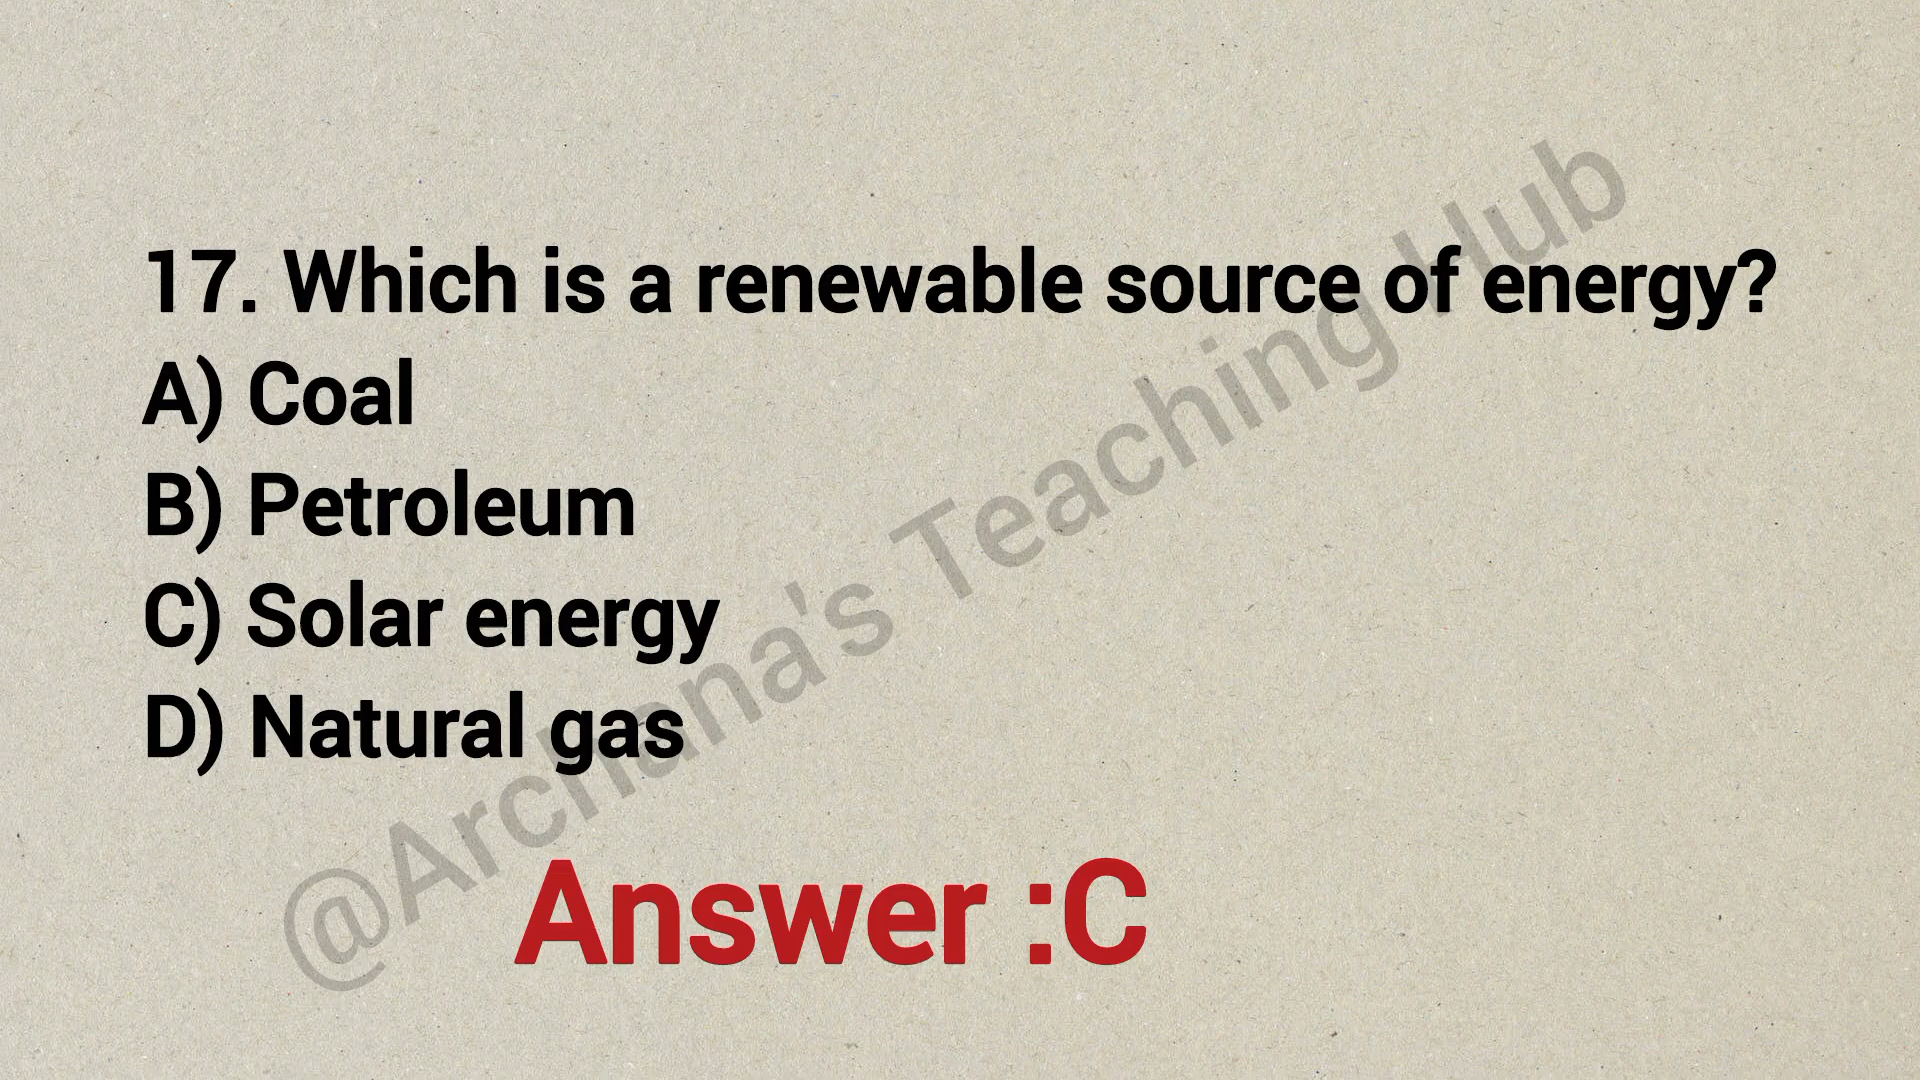 17. Which is a renewable source of energy?
A) Coal
B) Petroleum
C) Solar energy
D) Natural gas
Answer :C
@Archana's Teaching Hub